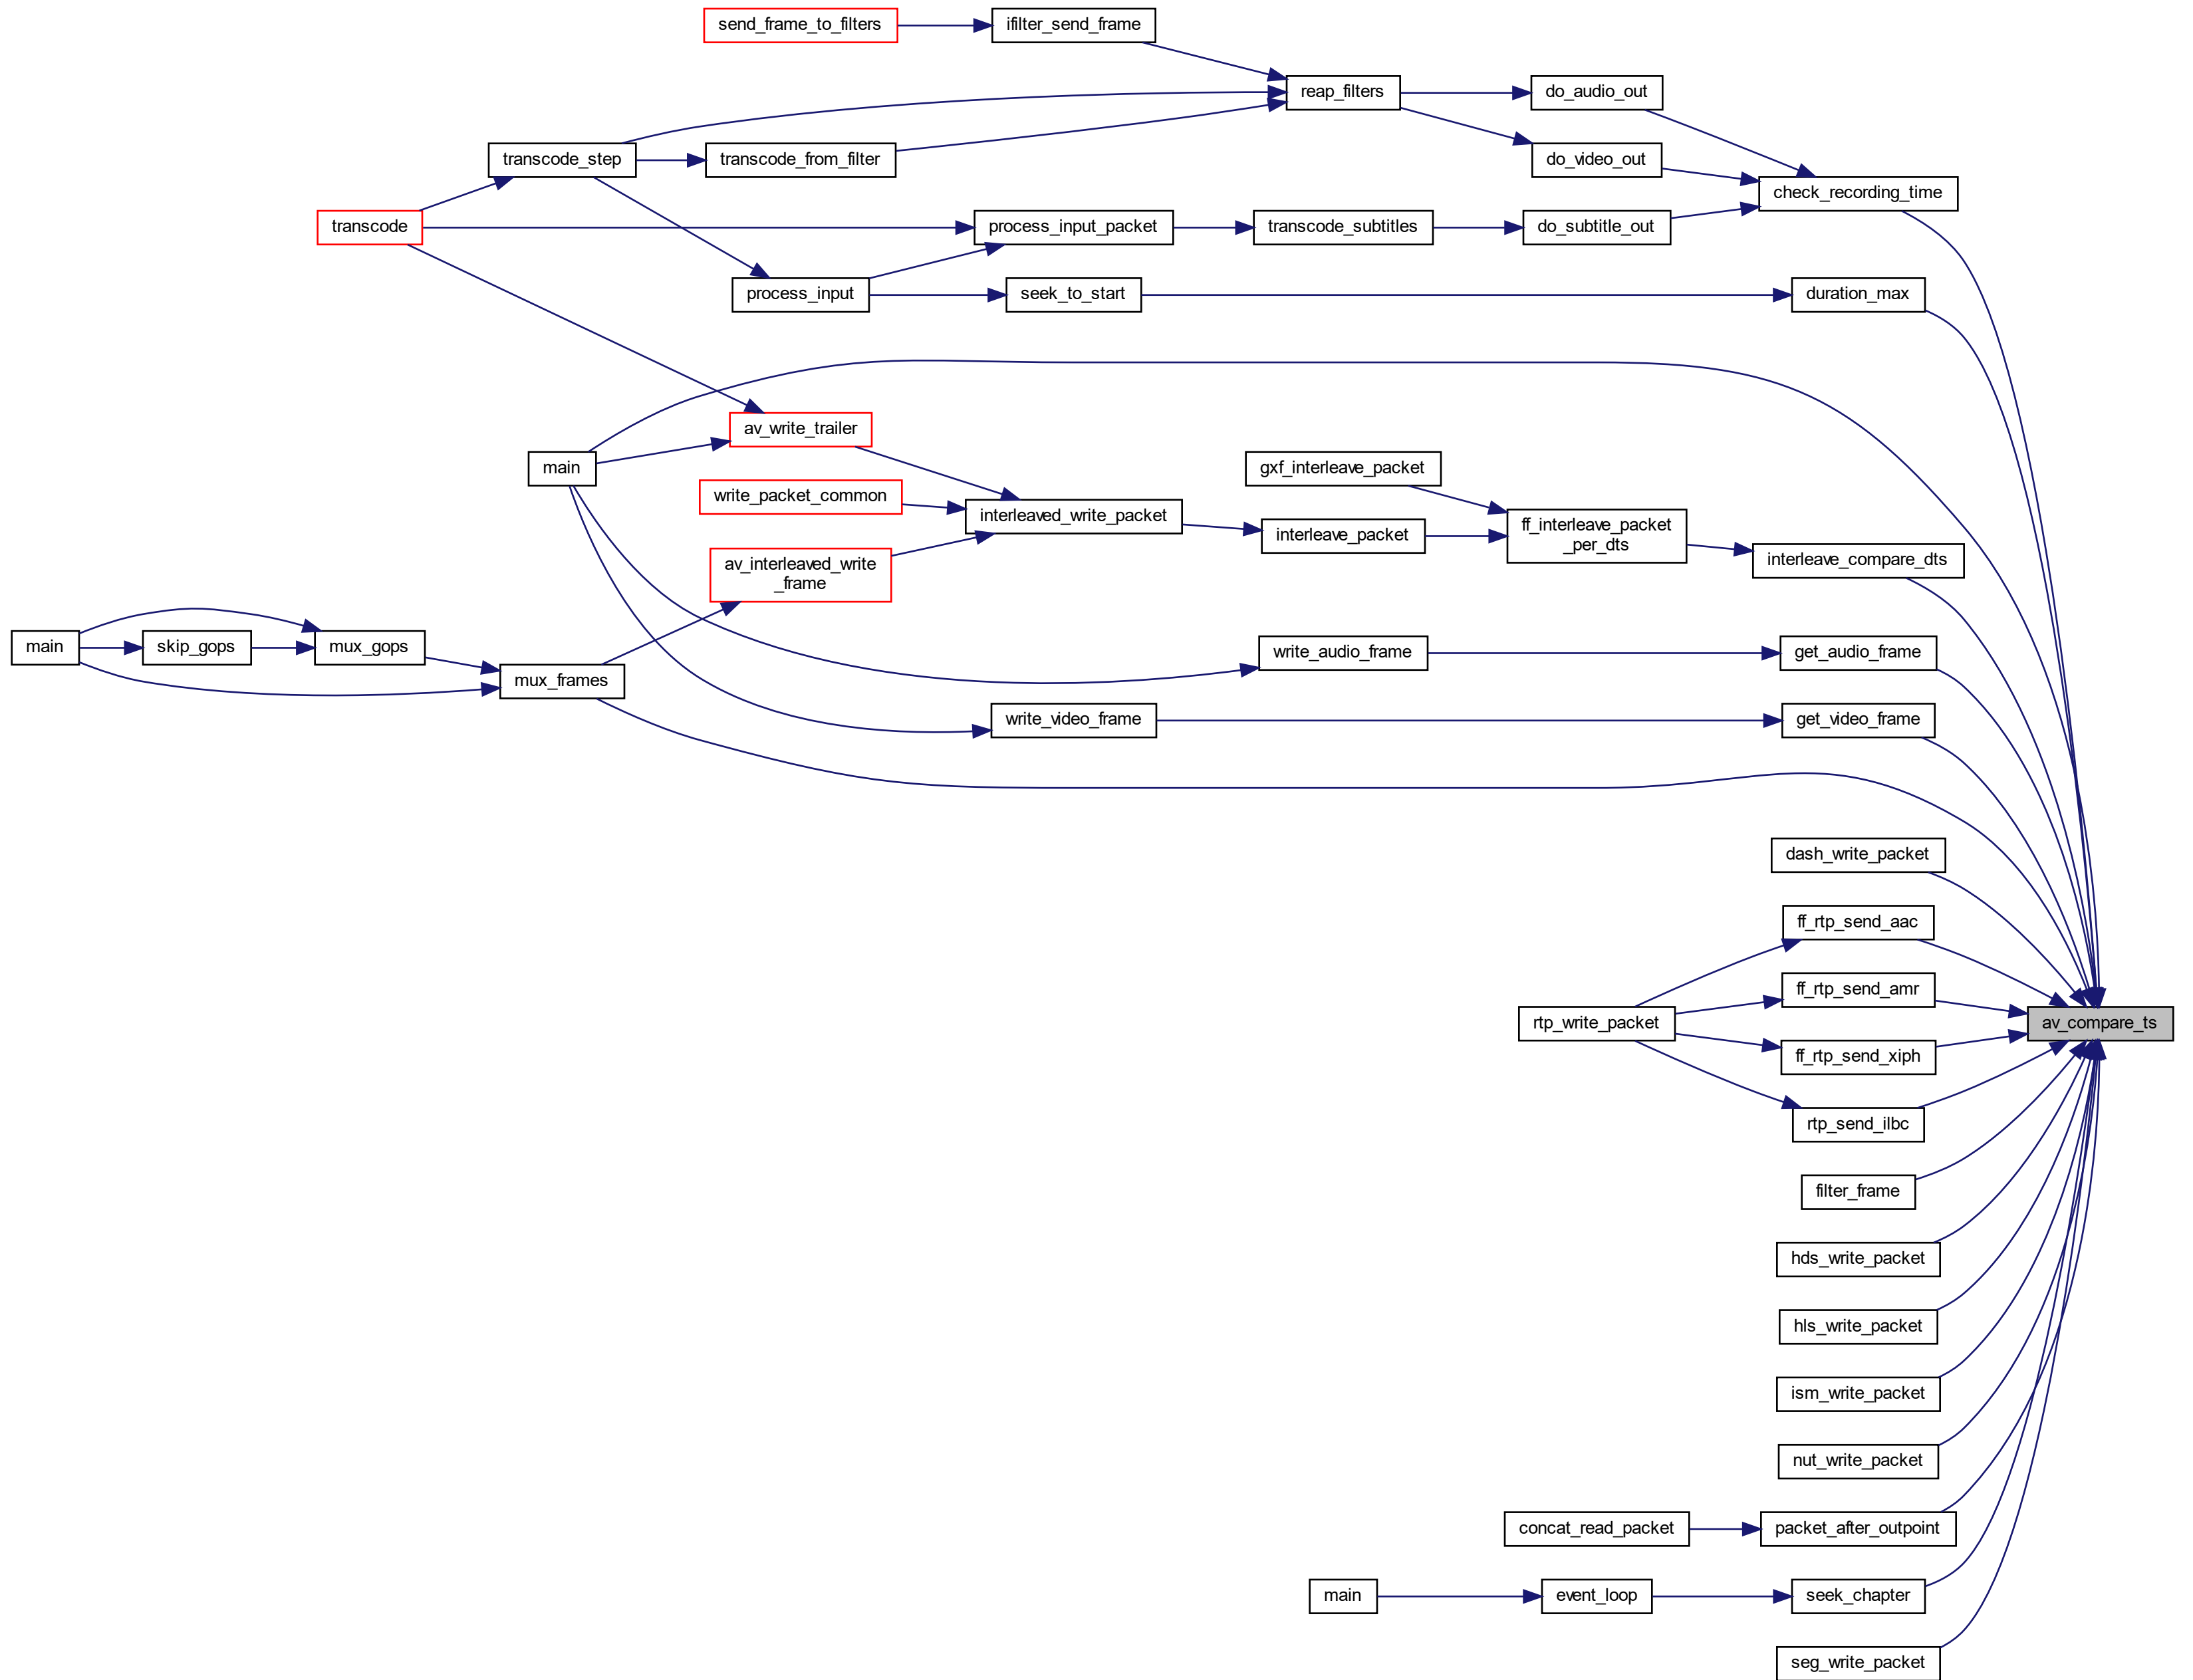 send_frame_to_filters
ifilter_send_frame
reap_filters
do_audio_out
transcode_step
transcode_from_filter
do_video_out
check_recording_time
transcode
process_input_packet
transcode_subtitles
do_subtitle_out
process_input
seek_to_start
duration_max
av_write_trailer
main
gxf_interleave_packet
write_packet_common
interleaved_write_packet
interleave_packet
ff_interleave_packet
_per_dts
interleave_compare_dts
av_interleaved_write
_frame
main
skip_gops
mux_gops
write_audio_frame
get_audio_frame
mux_frames
write_video_frame
get_video_frame
dash_write_packet
ff_rtp_send_aac
ff_rtp_send_amr
rtp_write_packet
av_compare_ts
ff_rtp_send_xiph
rtp_send_ilbc
filter_frame
hds_write_packet
hls_write_packet
ism_write_packet
nut_write_packet
concat_read_packet
packet_after_outpoint
main
event_loop
seek_chapter
seg_write_packet